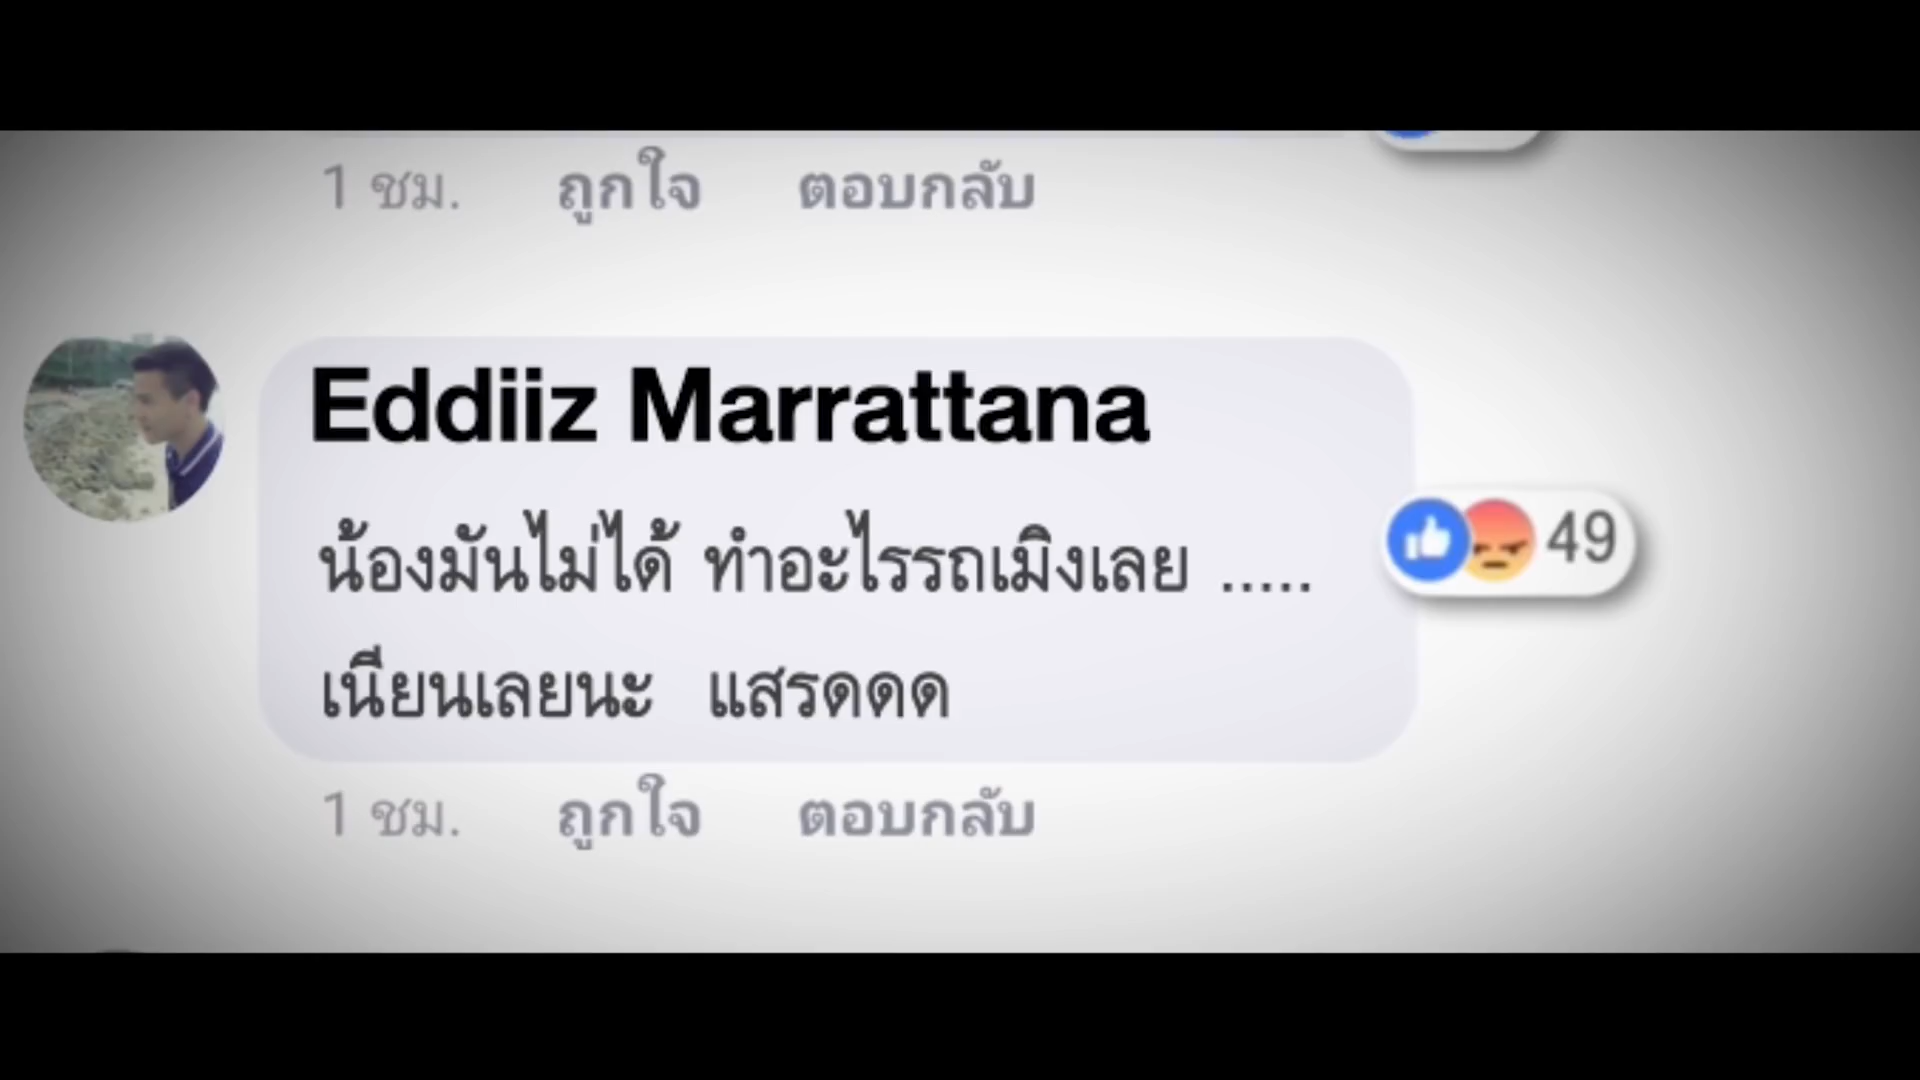 1 ชม. ถูกใจ ตอบกลับ
Eddiiz Marrattana
น้องมันไม่ได้ ทำอะไรรถเมิงเลย .....
49
เนียนเลยนะ แสรดดด
1 ชม. ถูกใจ ตอบกลับ